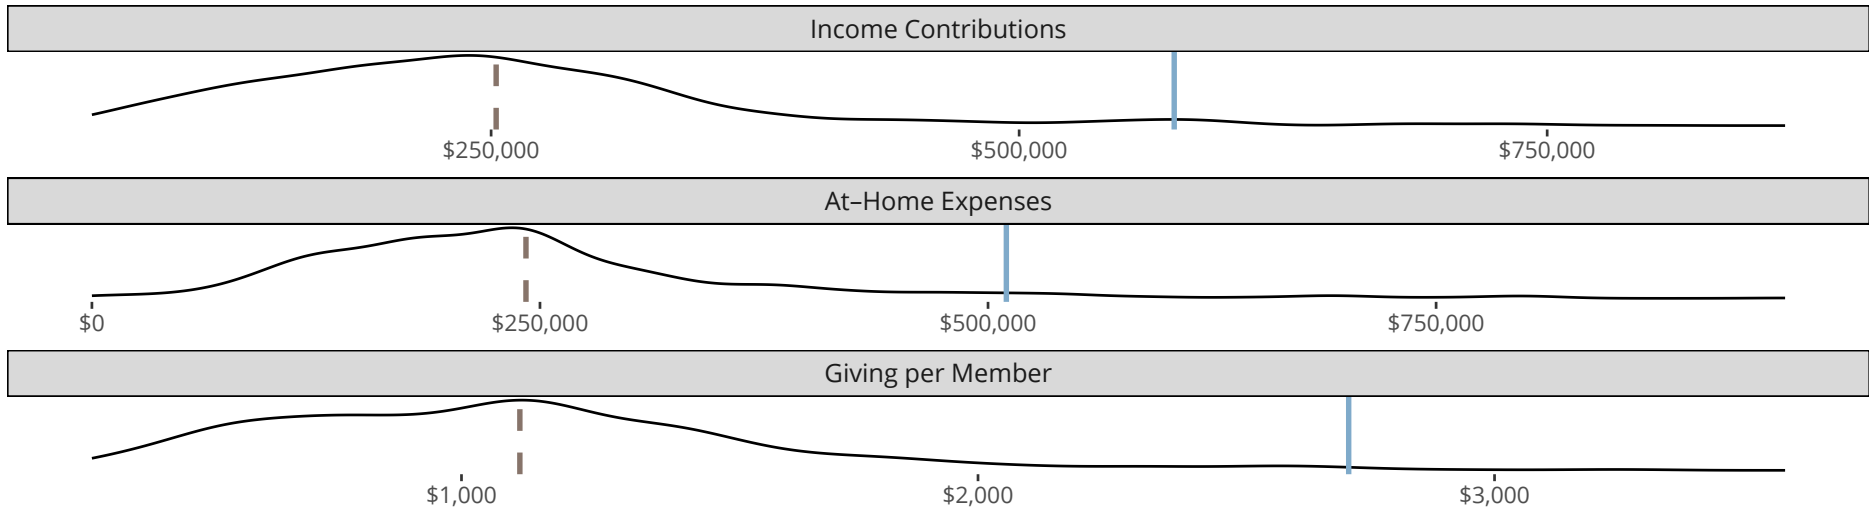 Income Contributions
$250,000 $500,000 $750,000
At–Home Expenses
$0 $250,000 $500,000 $750,000
Giving per Member
$1,000 $2,000 $3,000